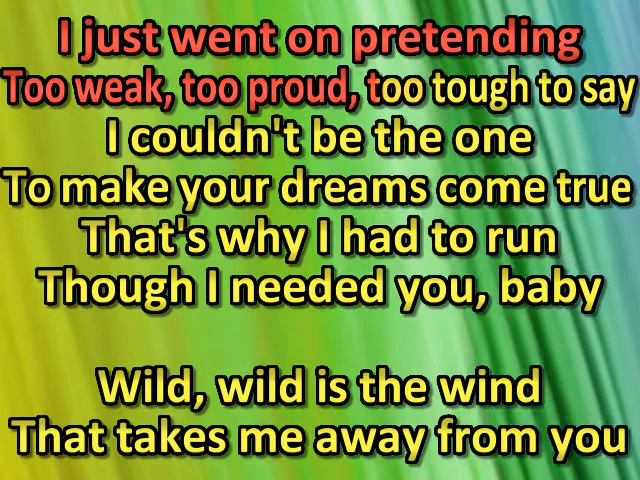 I just went on pretending
Too weak, too proud, too tough to say
I couldn't be the one
To make your dreams come true
That's why I had to run
Though I needed you, baby
Wild, wild is the wind
That takes me away from you